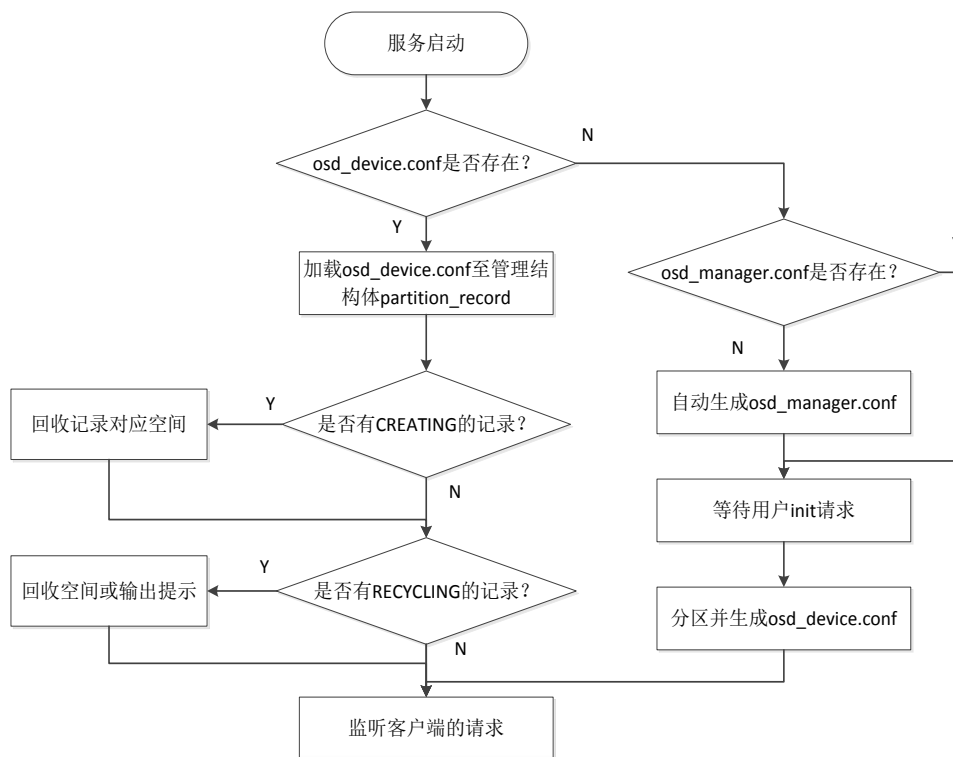 服务启动
N
osd_device.conf是否存在？
Y
加载osd_device.conf至管理结
构体partition_record
osd_manager.conf是否存在？
N
自动生成osd_manager.conf
Y
回收记录对应空间
是否有CREATING的记录？
N
等待用户init请求
Y
回收空间或输出提示
是否有RECYCLING的记录？
分区并生成osd_device.conf
N
监听客户端的请求